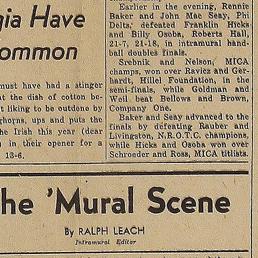 gia Have
ommon
must have had a stinger
at the dish of cotton be-
t liking to be outdone by
ghorns, ups and puts the
he Irish this year (dear
in their opener for a
13-6.
Earlier in the evening, Rennie
Baker and John Mac Seay, Phi
Delts, defeated Franklin Hicks
and Billy Osoba, Roberts Hall,
21-7, 21-18, in intramural hand-
ball doubles finals.
Srebnik and Nelson, MICA
champs, won over Ravitz and Ger-
hardt, Hillel Foundation, in the
semi-finals, while Goldman and
Weil beat Bellows and Brown,
Company One.
Baker and Seay advanced to the
finals by defeating Rauber and
Livingston, N.R.O.T.C. champions,
while Hicks and Osoba won over
Schroeder and Ross, MICA titlists.
he 'Mural Scene
By RALPH LEACH
Intramural Editor